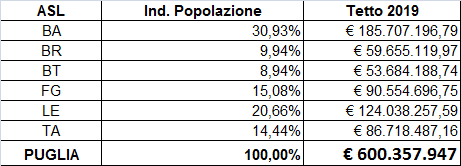 ASL Ind. Popolazione Tetto 2019
BA 30,93% € 185.707.196,79
BR 9,94% € 59.655.119,97
BT 8,94% € 53.684.188,74
FG 15,08% € 90.554.696,75
LE 20,66% € 124.038.257,59
TA 14,44% € 86.718.487,16
PUGLIA 100,00% € 600.357.947